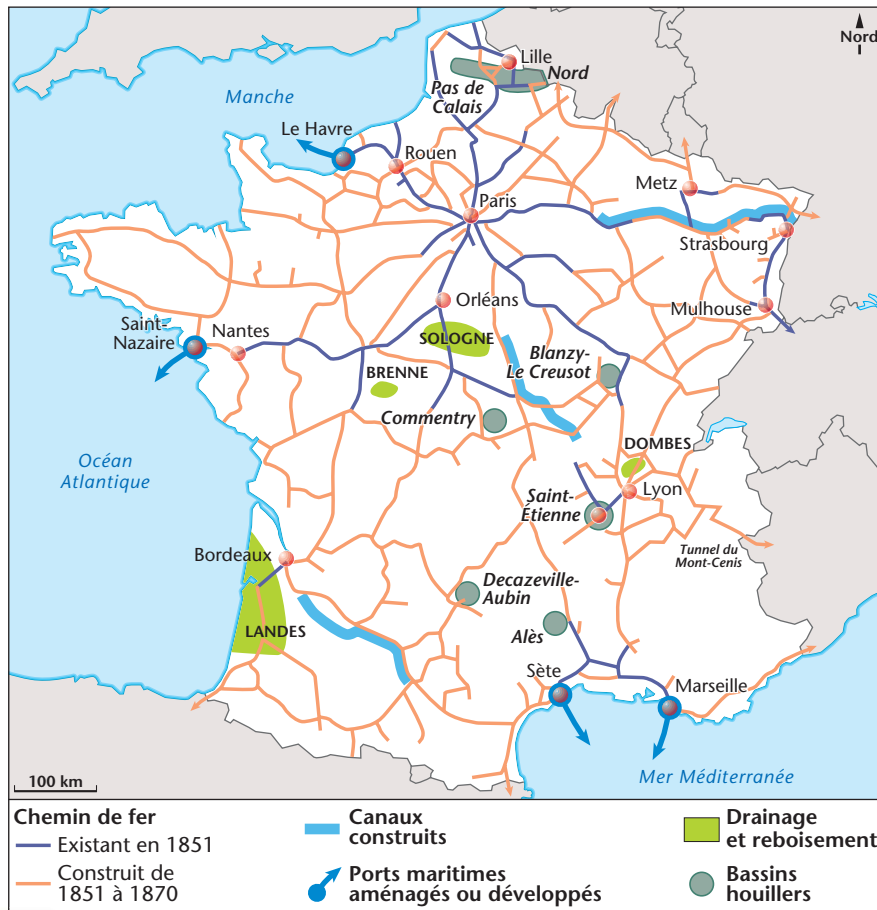 Nord
Lille
Nord
Pas de
Calais
Manche
Le Havre
Rouen
Metz
Paris
Strasbourg
Orléans
Mulhouse
Saint-
Nazaire
Nantes
SOLOGNE
BRENNE
Blanzy-
Le Creusot
Commentry
DOMBES
Océan
Atlantique
Lyon
Saint-
Étienne
Tunnel du
Mont-Cenis
Bordeaux
Decazeville-
Aubin
LANDES
Alès
Sète
Marseille
100 km
Mer Méditerranée
Chemin de fer
Existant en 1851
Construit de
1851 à 1870
Canaux
construits
Ports maritimes
aménagés ou développés
Drainage
et reboisement
Bassins
houillers